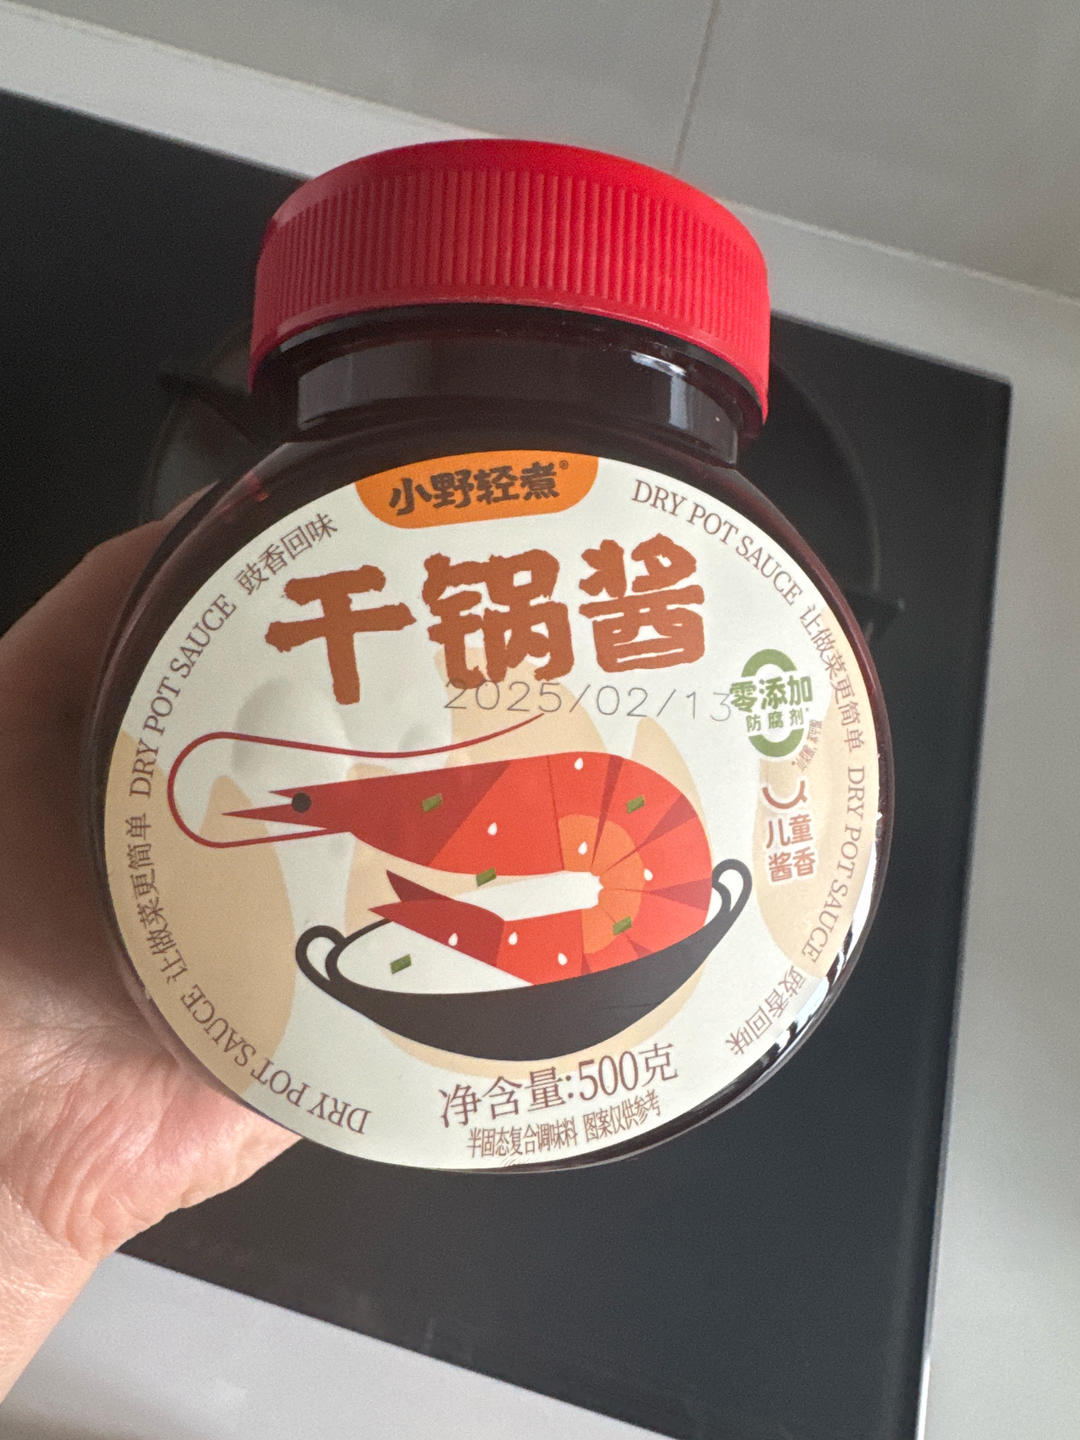 小野轻煮®
豉香回味
DRY POT SAUCE
干锅酱
2025/02/13
零添加
防腐剂*
儿童
酱香
让做菜更简单
DRY POT SAUCE
豉香回味
DRY POT SAUCE
让做菜更简单
DRY POT SAUCE
净含量:500克
半固态复合调味料 图案仅供参考